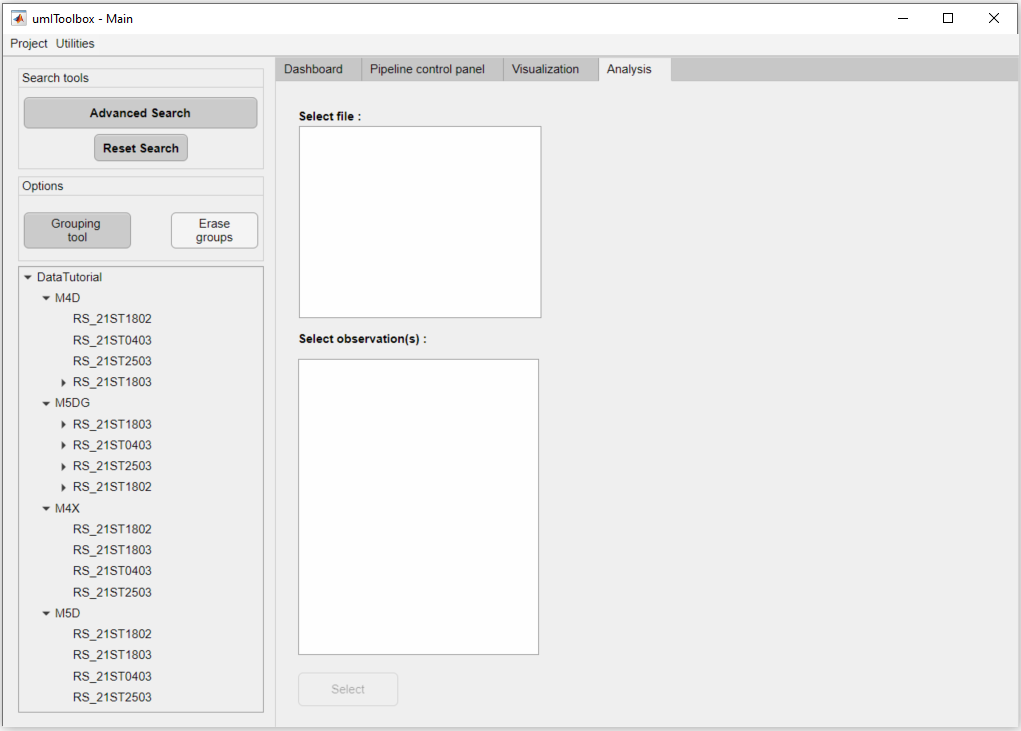 umIToolbox - Main
Project Utilities
Search tools
Advanced Search
Reset Search
Options
Grouping
tool
Erase
groups
DataTutorial
M4D
RS_21ST1802
RS_21ST0403
RS_21ST2503
RS_21ST1803
M5DG
RS_21ST1803
RS_21ST0403
RS_21ST2503
RS_21ST1802
M4X
RS_21ST1802
RS_21ST1803
RS_21ST0403
RS_21ST2503
M5D
RS_21ST1802
RS_21ST1803
RS_21ST0403
RS_21ST2503
Dashboard Pipeline control panel Visualization Analysis
Select file :
Select observation(s) :
Select